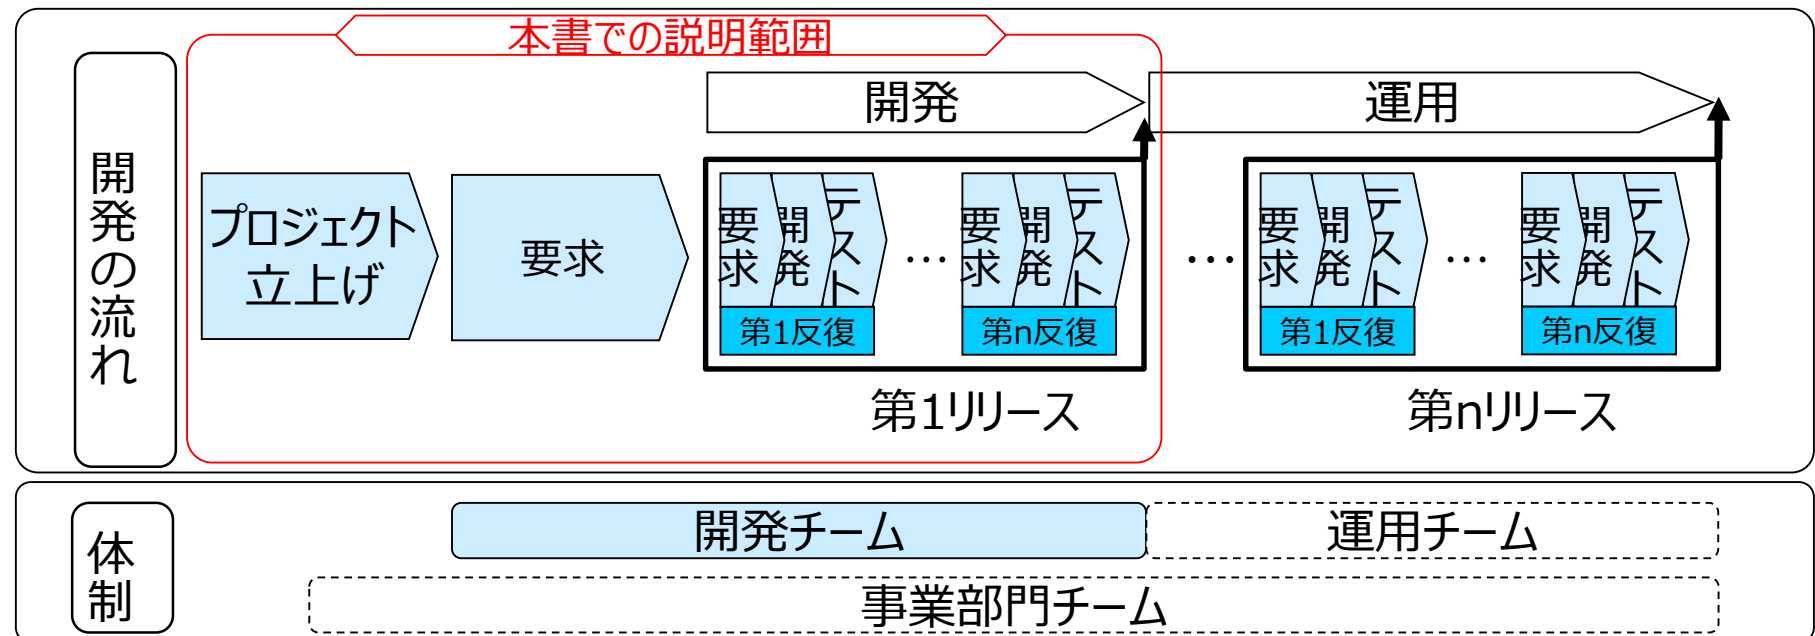 本書での説明範囲
開発の流れ
開発
運用
プロジェクト
立上げ
要求
要求
開発
テスト
第1反復
…
要求
開発
テスト
第n反復
第1リリース
…
要求
開発
テスト
第1反復
…
要求
開発
テスト
第n反復
第nリリース
体制
開発チーム
運用チーム
事業部門チーム